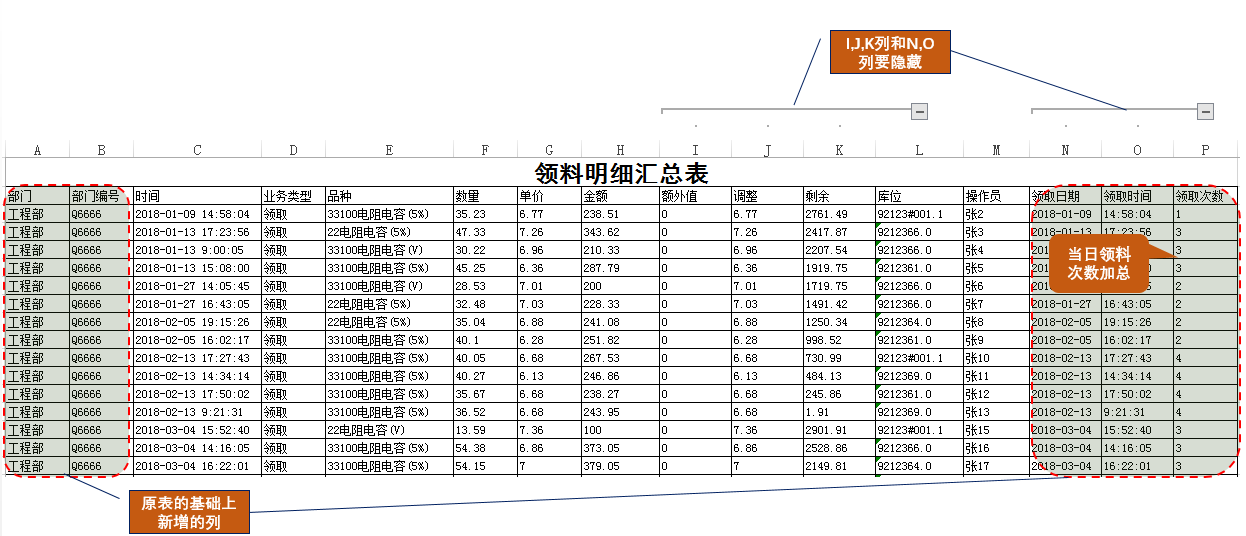 I,J,K列和N,O
列要隐藏
A B C D E F G H I J K L M N O P
领料明细汇总表
部门 部门编号 时间 业务类型 品种 数量 单价 金额 额外值 调整 剩余 库位 操作员 领取日期 领取时间 领取次数
工程部 Q6666 2018-01-09 14:58:04 领取 33100电阻电容(5%) 35.23 6.77 238.51 0 6.77 2761.49 92123#001.1 张2 2018-01-09 14:58:04 1
工程部 Q6666 2018-01-13 17:23:56 领取 22电阻电容(5%) 47.33 7.26 343.62 0 7.26 2417.87 9212366.0 张3 2018-01-13 17:23:56 3
工程部 Q6666 2018-01-13 9:00:05 领取 33100电阻电容(V) 30.22 6.96 210.33 0 6.96 2207.54 9212366.0 张4 3
工程部 Q6666 2018-01-13 15:08:00 领取 33100电阻电容(5%) 45.25 6.36 287.79 0 6.36 1919.75 9212361.0 张5 3
工程部 Q6666 2018-01-27 14:05:45 领取 33100电阻电容(V) 28.53 7.01 200 0 7.01 1719.75 9212366.0 张6 2
工程部 Q6666 2018-01-27 16:43:05 领取 22电阻电容(5%) 32.48 7.03 228.33 0 7.03 1491.42 9212366.0 张7 2018-01-27 16:43:05 2
工程部 Q6666 2018-02-05 19:15:26 领取 22电阻电容(5%) 35.04 6.88 241.08 0 6.88 1250.34 9212364.0 张8 2018-02-05 19:15:26 2
工程部 Q6666 2018-02-05 16:02:17 领取 33100电阻电容(5%) 40.1 6.28 251.82 0 6.28 998.52 9212361.0 张9 2018-02-05 16:02:17 2
工程部 Q6666 2018-02-13 17:27:43 领取 33100电阻电容(5%) 40.05 6.68 267.53 0 6.68 730.99 92123#001.1 张10 2018-02-13 17:27:43 4
工程部 Q6666 2018-02-13 14:34:14 领取 33100电阻电容(5%) 40.27 6.13 246.86 0 6.13 484.13 9212369.0 张11 2018-02-13 14:34:14 4
工程部 Q6666 2018-02-13 17:50:02 领取 33100电阻电容(5%) 35.67 6.68 238.27 0 6.68 245.86 9212361.0 张12 2018-02-13 17:50:02 4
工程部 Q6666 2018-02-13 9:21:31 领取 33100电阻电容(5%) 36.52 6.68 243.95 0 6.68 1.91 9212369.0 张13 2018-02-13 9:21:31 4
工程部 Q6666 2018-03-04 15:52:40 领取 22电阻电容(V) 13.59 7.36 100 0 7.36 2901.91 92123#001.1 张15 2018-03-04 15:52:40 3
工程部 Q6666 2018-03-04 14:16:05 领取 33100电阻电容(5%) 54.38 6.86 373.05 0 6.86 2528.86 9212366.0 张16 2018-03-04 14:16:05 3
工程部 Q6666 2018-03-04 16:22:01 领取 33100电阻电容(5%) 54.15 7 379.05 0 7 2149.81 9212364.0 张17 2018-03-04 16:22:01 3
当日领料
次数加总
原表的基础上
新增的列